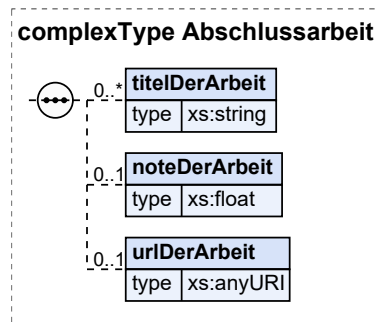 complexType Abschlussarbeit
0..* titelDerArbeit
type xs:string
0..1 noteDerArbeit
type xs:float
0..1 urlDerArbeit
type xs:anyURI